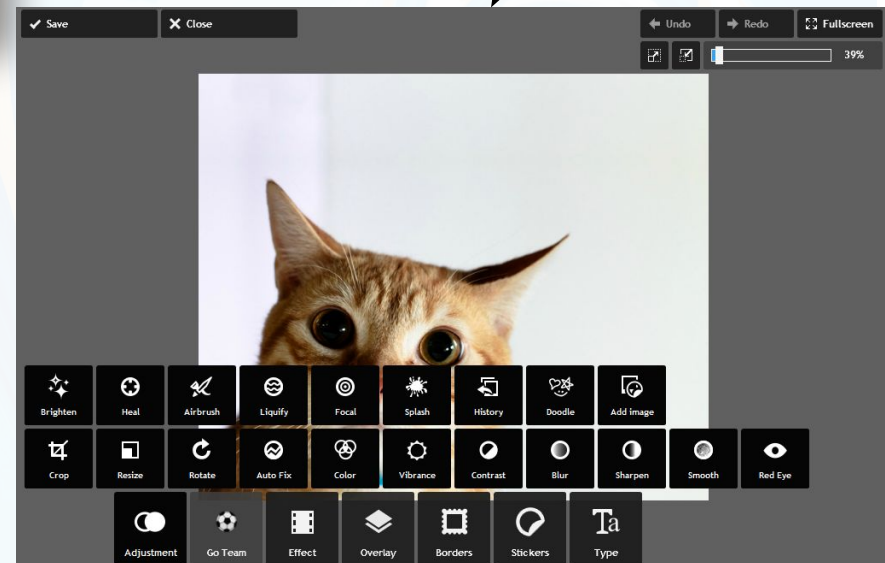 Save Close Undo Redo Fullscreen
39%
Brighten Heal Airbrush Liquify Focal Splash History Doodle Add image
Crop Resize Rotate Auto Fix Color Vibrance Contrast Blur Sharpen Smooth Red Eye
Adjustment Go Team Effect Overlay Borders Stickers Ta Type